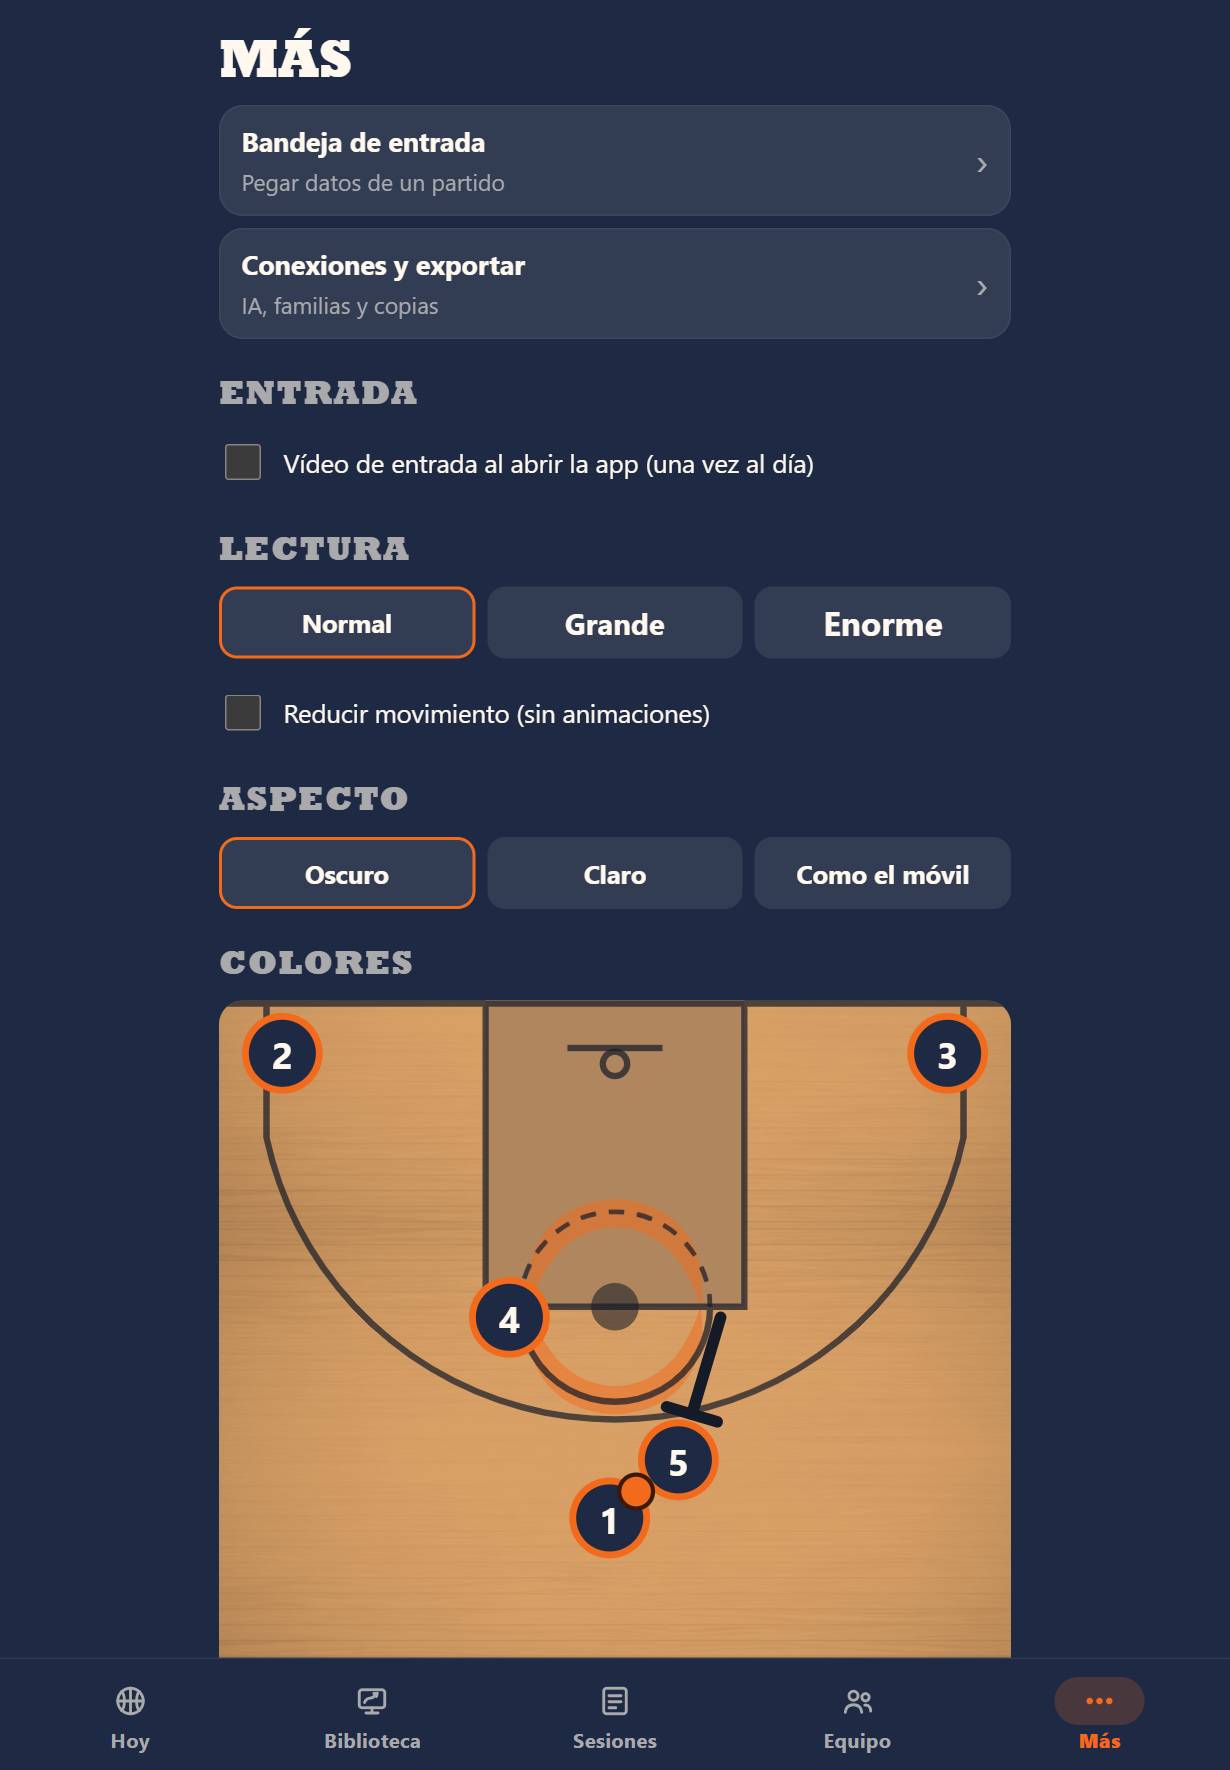 MÁS
Bandeja de entrada
Pegar datos de un partido
Conexiones y exportar
IA, familias y copias
ENTRADA
Vídeo de entrada al abrir la app (una vez al día)
LECTURA
Normal Grande Enorme
Reducir movimiento (sin animaciones)
ASPECTO
Oscuro Claro Como el móvil
COLORES
2 3
4
5
1
Hoy Biblioteca Sesiones Equipo Más